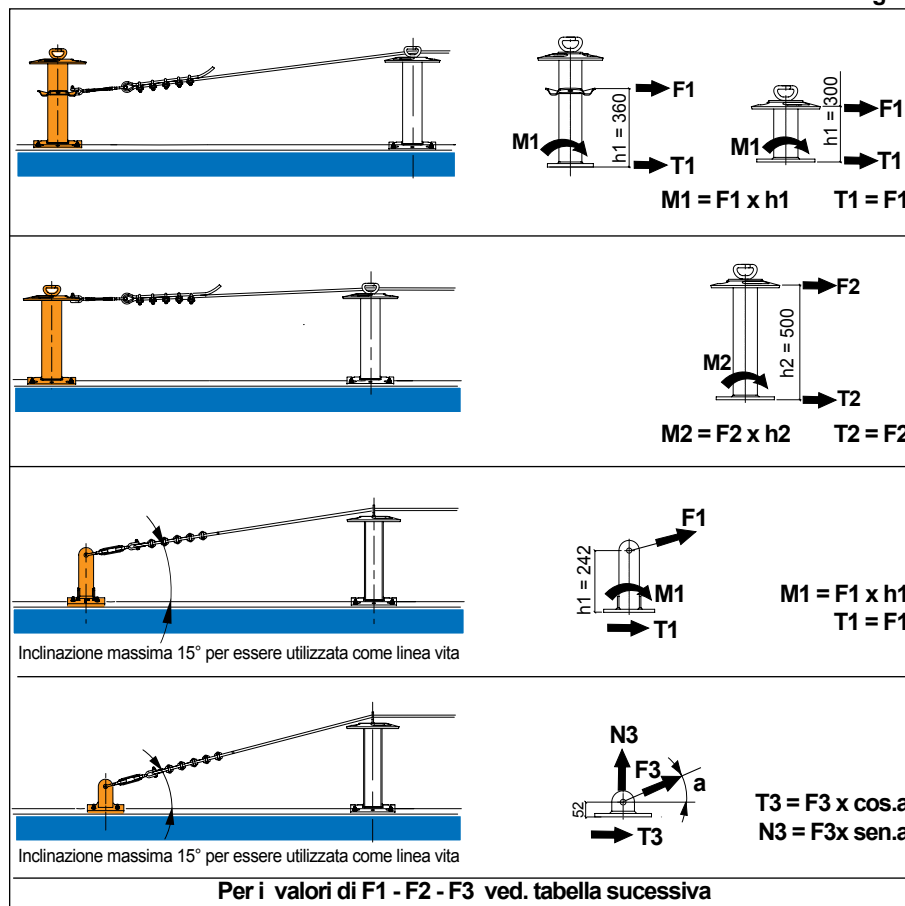 g
F1
h1 = 360
M1
T1
F1
h1 = 300
M1
T1
M1 = F1 x h1
T1 = F1
F2
h2 = 500
M2
T2
M2 = F2 x h2
T2 = F2
F1
h1 = 242
M1
T1
M1 = F1 x h1
T1 = F1
Inclinazione massima 15° per essere utilizzata come linea vita
N3
F3
a
52
T3
T3 = F3 x cos.a
N3 = F3x sen.a
Inclinazione massima 15° per essere utilizzata come linea vita
Per i valori di F1 - F2 - F3 ved. tabella sucessiva